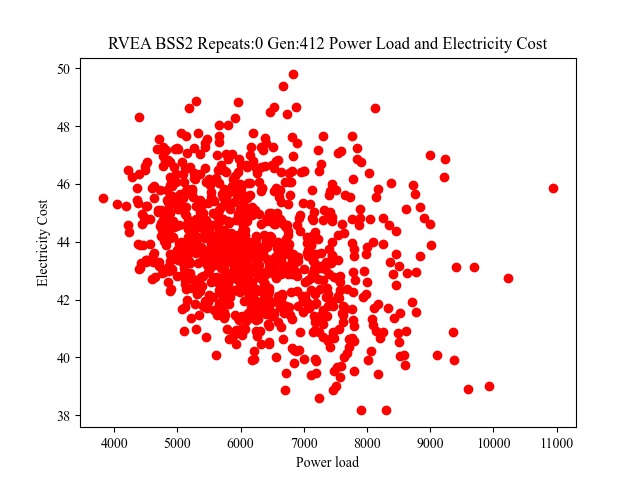 RVEA BSS2 Repeats:0 Gen:412 Power Load and Electricity Cost
50
48
46
44
42
40
38
Electricity Cost
4000 5000 6000 7000 8000 9000 10000 11000
Power load